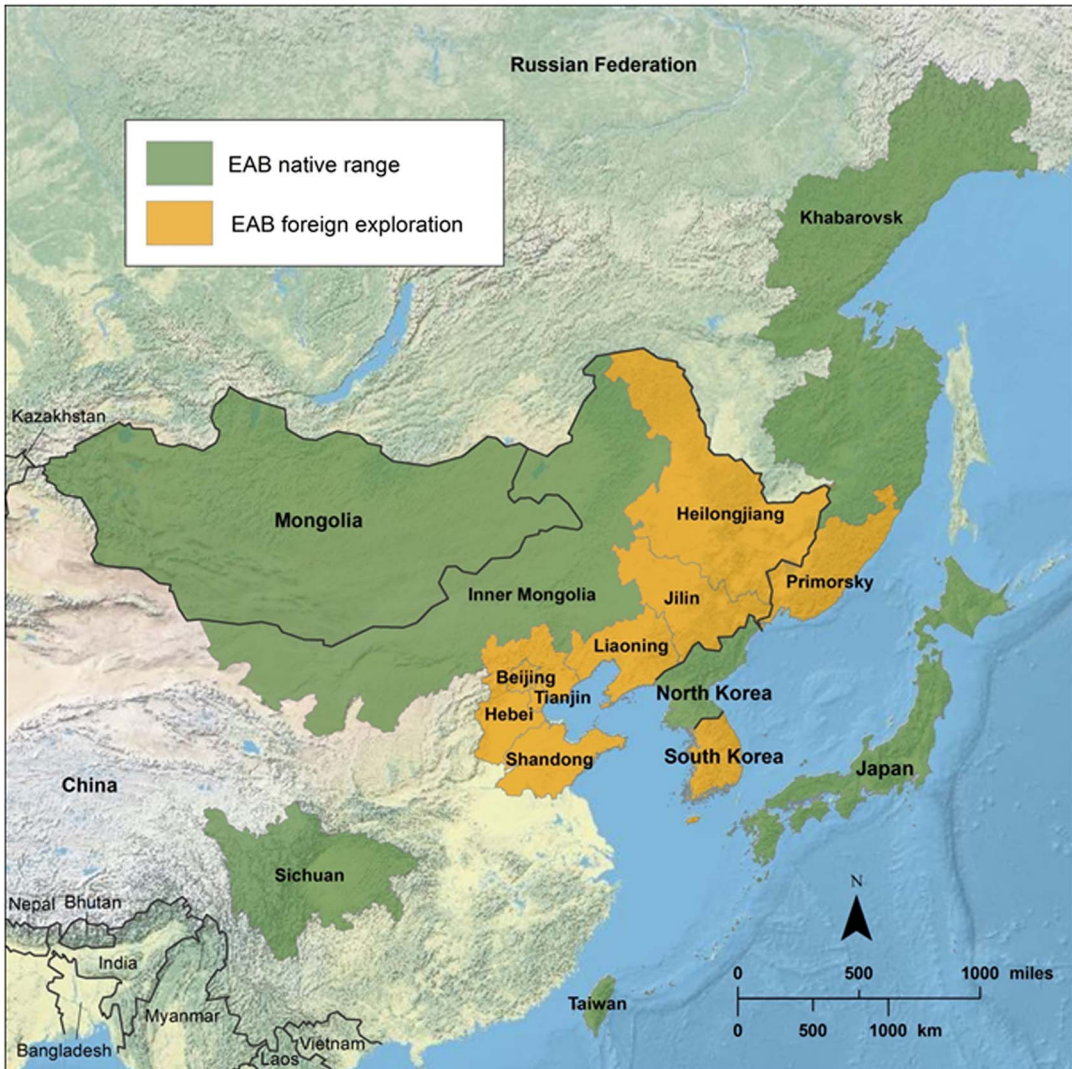 Russian Federation
EAB native range
EAB foreign exploration
Khabarovsk
Kazakhstan
Mongolia
Heilongjiang
Primorsky
Inner Mongolia
Jilin
Liaoning
Beijing
Tianjin
North Korea
Hebei
Shandong
South Korea
Japan
China
Sichuan
Nepal Bhutan
India
Myanmar
Bangladesh
Laos
Vietnam
Taiwan
N
0 500 1000 miles
0 500 1000 km